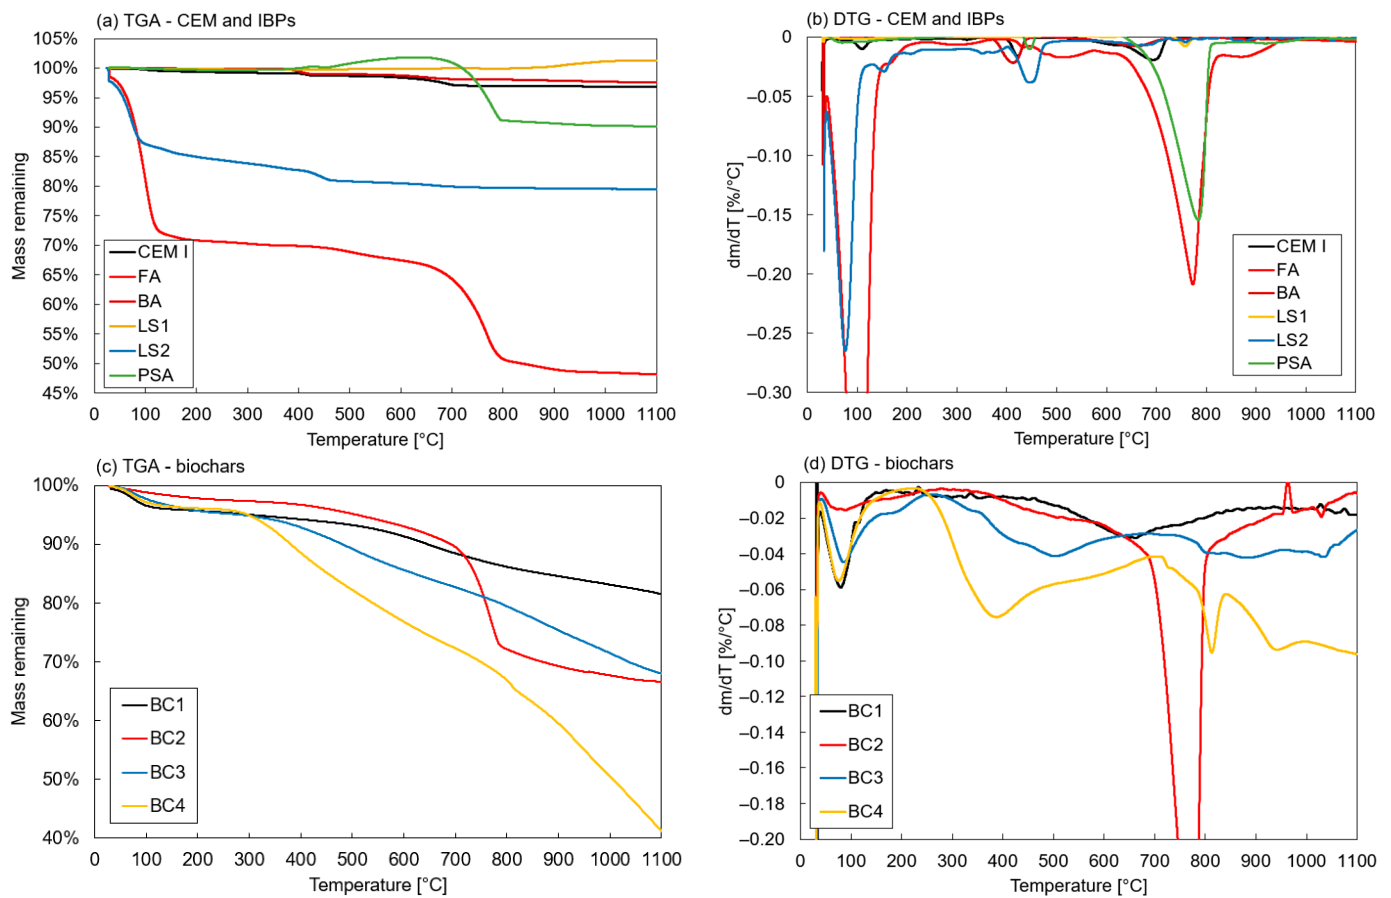 (a) TGA - CEM and IBPs
105%
100%
95%
90%
85%
80%
75%
70%
65%
60%
55%
50%
45%
Mass remaining
CEM I
FA
BA
LS1
LS2
PSA
0 100 200 300 400 500 600 700 800 900 1000 1100
Temperature [°C]
(b) DTG - CEM and IBPs
0
–0.05
–0.10
–0.15
–0.20
–0.25
–0.30
dm/dT [%/°C]
CEM I
FA
BA
LS1
LS2
PSA
0 100 200 300 400 500 600 700 800 900 1000 1100
Temperature [°C]
(c) TGA - biochars
100%
90%
80%
70%
60%
50%
40%
Mass remaining
BC1
BC2
BC3
BC4
0 100 200 300 400 500 600 700 800 900 1000 1100
Temperature [°C]
(d) DTG - biochars
0
–0.02
–0.04
–0.06
–0.08
–0.10
–0.12
–0.14
–0.16
–0.18
–0.20
dm/dT [%/°C]
BC1
BC2
BC3
BC4
0 100 200 300 400 500 600 700 800 900 1000 1100
Temperature [°C]